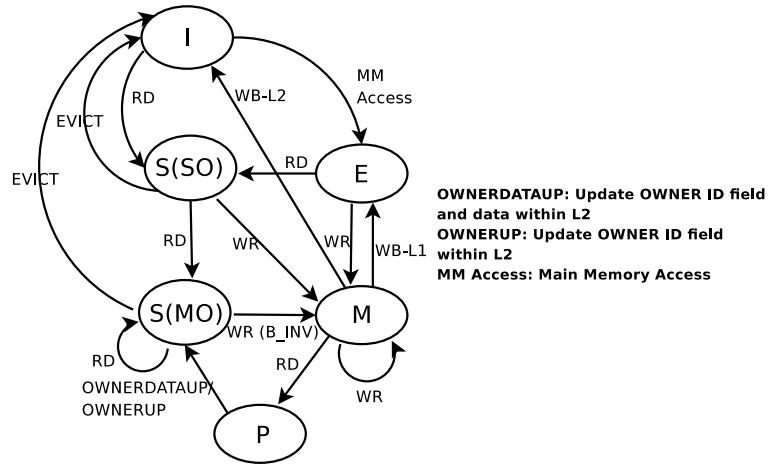 I
MM
Access
RD
WB-L2
EVICT
S(SO)
RD
E
EVICT
OWNERDATAUP: Update OWNER ID field
and data within L2
OWNERUP: Update OWNER ID field
within L2
MM Access: Main Memory Access
RD
WR
WR
WB-L1
S(MO)
WR (B_INV)
M
RD
RD
OWNERDATAUP/
OWNERUP
WR
P